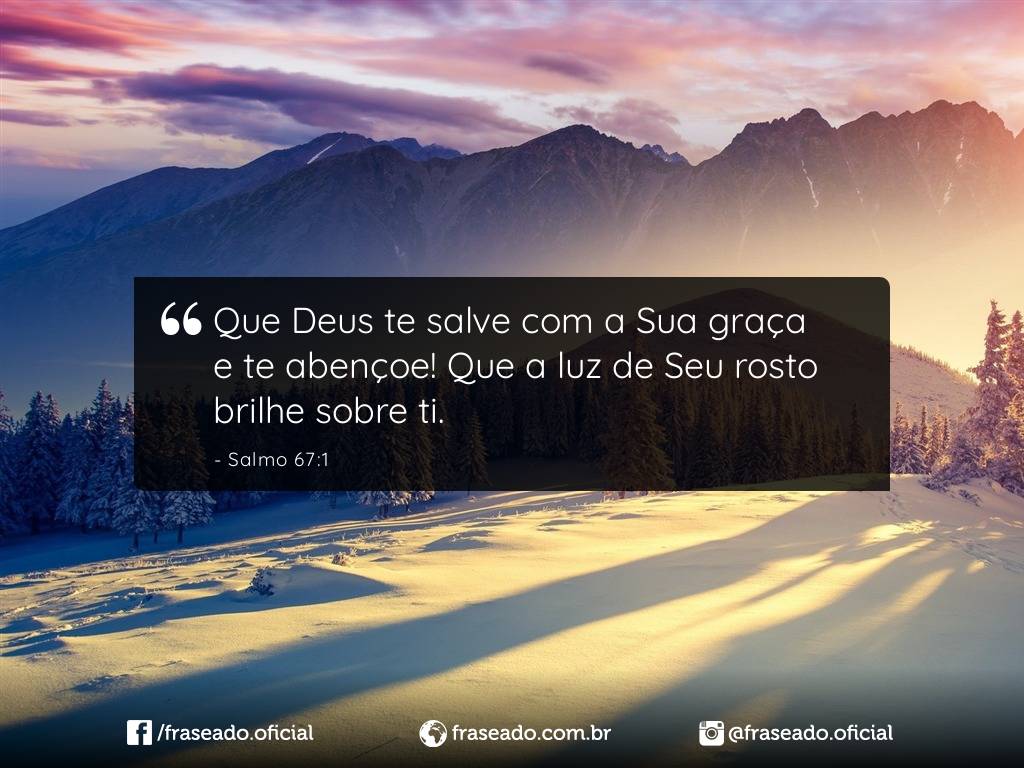 “Que Deus te salve com a Sua graça
e te abençoe! Que a luz de Seu rosto
brilhe sobre ti.
- Salmo 67:1
/fraseado.oficial fraseado.com.br @fraseado.oficial